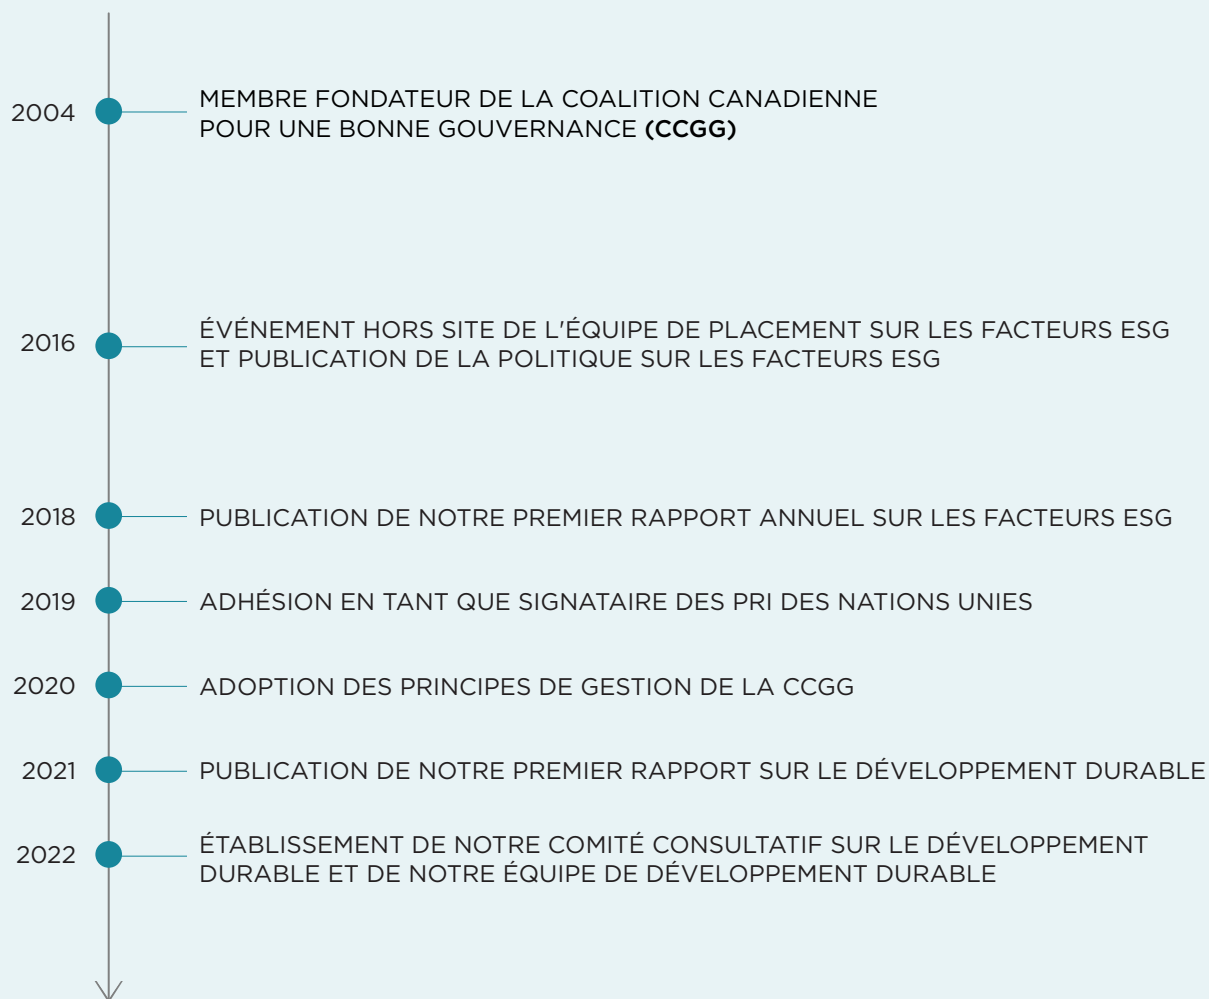 2004
MEMBRE FONDATEUR DE LA COALITION CANADIENNE
POUR UNE BONNE GOUVERNANCE (CCGG)
2016
ÉVÉNEMENT HORS SITE DE L'ÉQUIPE DE PLACEMENT SUR LES FACTEURS ESG
ET PUBLICATION DE LA POLITIQUE SUR LES FACTEURS ESG
2018
PUBLICATION DE NOTRE PREMIER RAPPORT ANNUEL SUR LES FACTEURS ESG
2019
ADHÉSION EN TANT QUE SIGNATAIRE DES PRI DES NATIONS UNIES
2020
ADOPTION DES PRINCIPES DE GESTION DE LA CCGG
2021
PUBLICATION DE NOTRE PREMIER RAPPORT SUR LE DÉVELOPPEMENT DURABLE
2022
ÉTABLISSEMENT DE NOTRE COMITÉ CONSULTATIF SUR LE DÉVELOPPEMENT
DURABLE ET DE NOTRE ÉQUIPE DE DÉVELOPPEMENT DURABLE